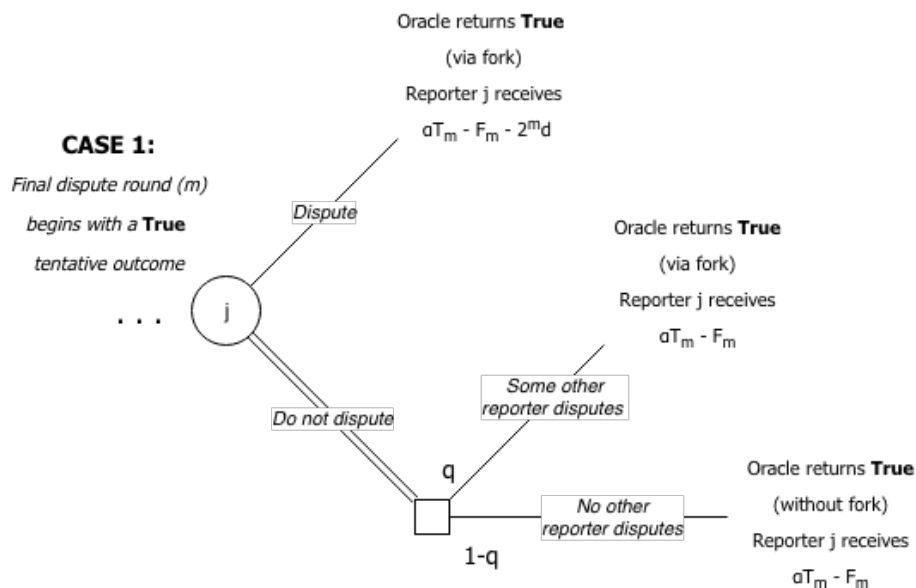 Oracle returns True
(via fork)
Reporter j receives
αTₘ - Fₘ - 2ᵐd
CASE 1:
Final dispute round (m)
begins with a True
tentative outcome
Dispute
. . .
j
Oracle returns True
(via fork)
Reporter j receives
αTₘ - Fₘ
Do not dispute
Some other
reporter disputes
q
Oracle returns True
(without fork)
Reporter j receives
αTₘ - Fₘ
No other
reporter disputes
1-q